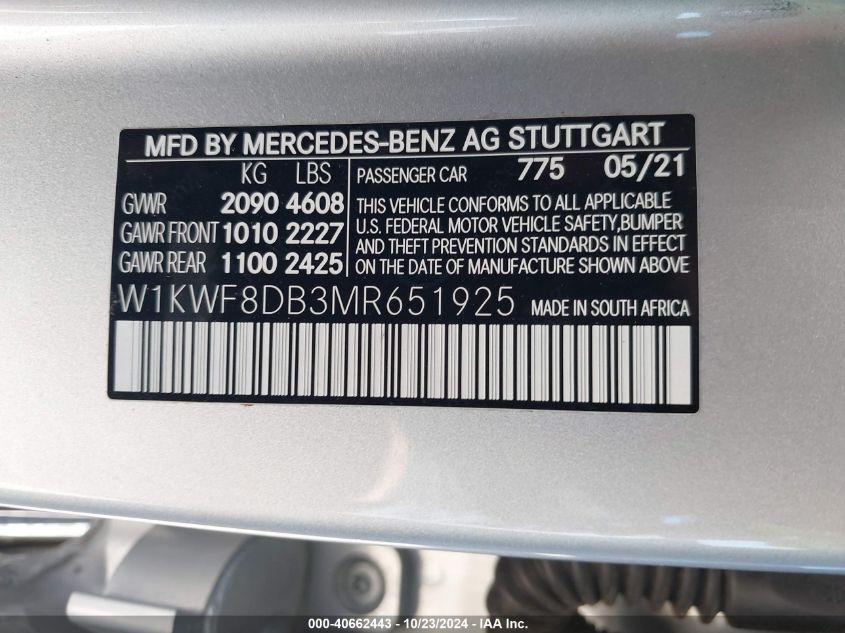 MFD BY MERCEDES-BENZ AG STUTTGART
KG LBS PASSENGER CAR 775 05/21
GVWR 2090 4608 THIS VEHICLE CONFORMS TO ALL APPLICABLE
GAWR FRONT 1010 2227 U.S. FEDERAL MOTOR VEHICLE SAFETY,BUMPER
AND THEFT PREVENTION STANDARDS IN EFFECT
GAWR REAR 1100 2425 ON THE DATE OF MANUFACTURE SHOWN ABOVE
W1KWF8DB3MR651925 MADE IN SOUTH AFRICA
000-40662443 - 10/23/2024 - IAA Inc.